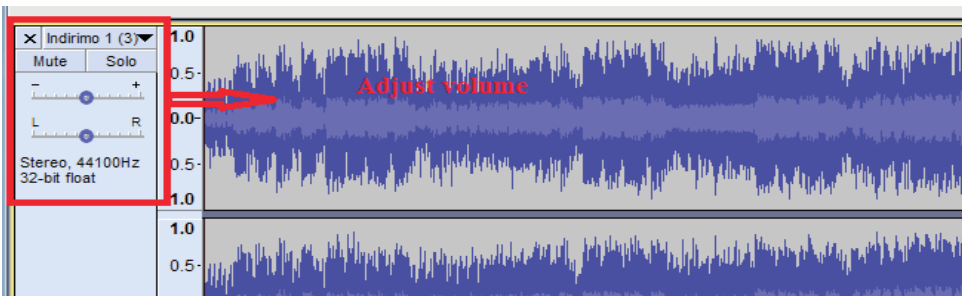 × Indirimo 1 (3)▼
Mute Solo
- +
L R
Stereo, 44100Hz
32-bit float
1.0
0.5-
0.0-
0.5-
1.0
Adjust volume
1.0
0.5-